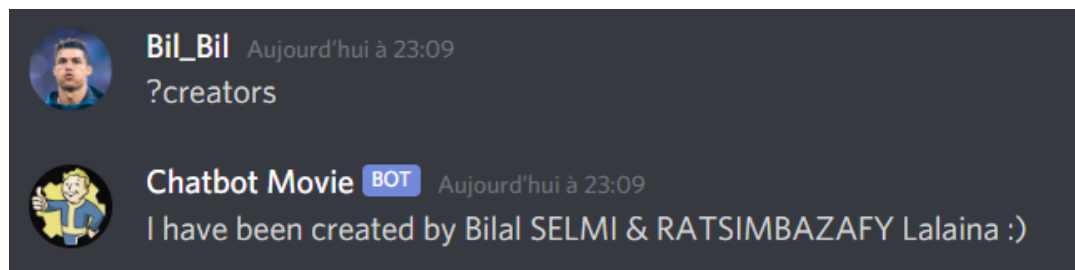 Bil_Bil Aujourd'hui à 23:09
?creators
Chatbot Movie BOT Aujourd'hui à 23:09
I have been created by Bilal SELMI & RATSIMBAZAFY Lalaina :)